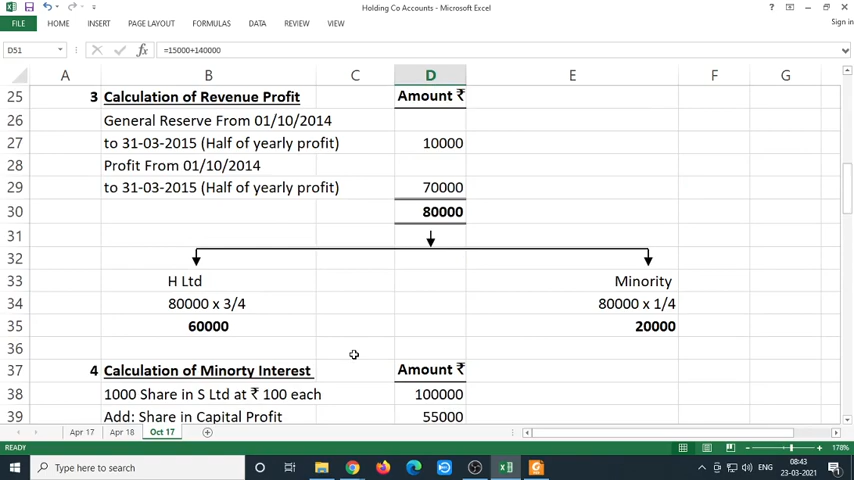 Holding Co Accounts - Microsoft Excel
FILE HOME INSERT PAGE LAYOUT FORMULAS DATA REVIEW VIEW Sign in
D51 fx =15000+140000
A B C D E F G
25 3 Calculation of Revenue Profit Amount ₹
26 General Reserve From 01/10/2014
27 to 31-03-2015 (Half of yearly profit) 10000
28 Profit From 01/10/2014
29 to 31-03-2015 (Half of yearly profit) 70000
30 80000
31
32
33 H Ltd Minority
34 80000 x 3/4 80000 x 1/4
35 60000 20000
36
37 4 Calculation of Minorty Interest Amount ₹
38 1000 Share in S Ltd at ₹ 100 each 100000
39 Add: Share in Capital Profit 55000
Apr 17 Apr 18 Oct 17
READY 178%
Type here to search ENG 08:43
23-03-2021